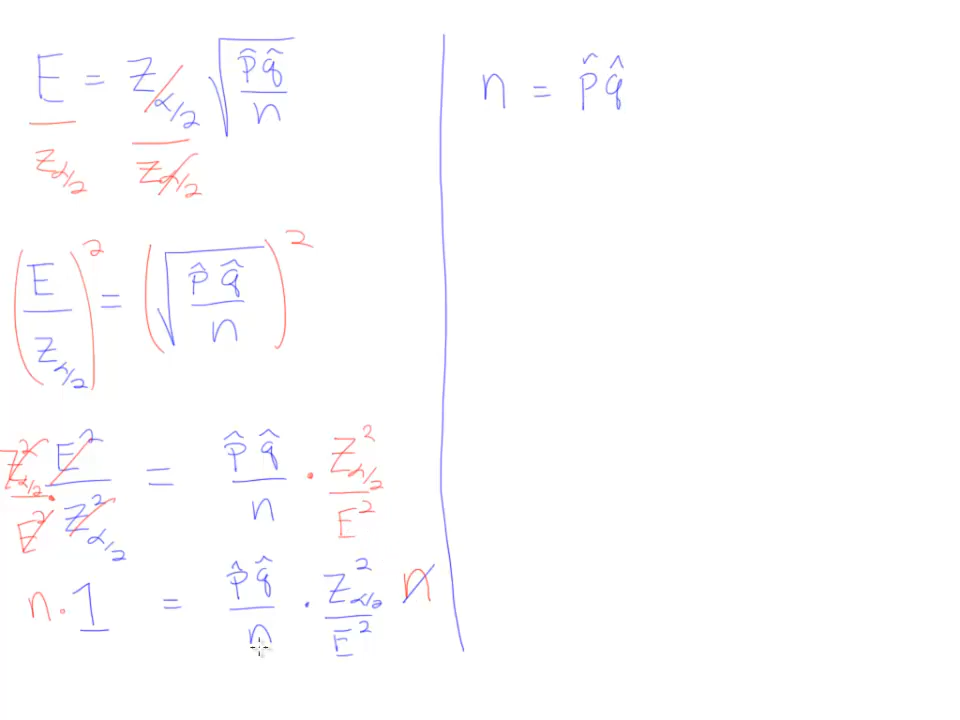 E = Z_{α/2} √(p̂q̂/n)
Z_{α/2} Z_{α/2}
(E/Z_{α/2})² = (√(p̂q̂/n))²
Z²_{α/2}/E² · E²/Z²_{α/2} = p̂q̂/n · Z²_{α/2}/E²
n · 1 = p̂q̂/n · Z²_{α/2}/E² n
n = p̂q̂